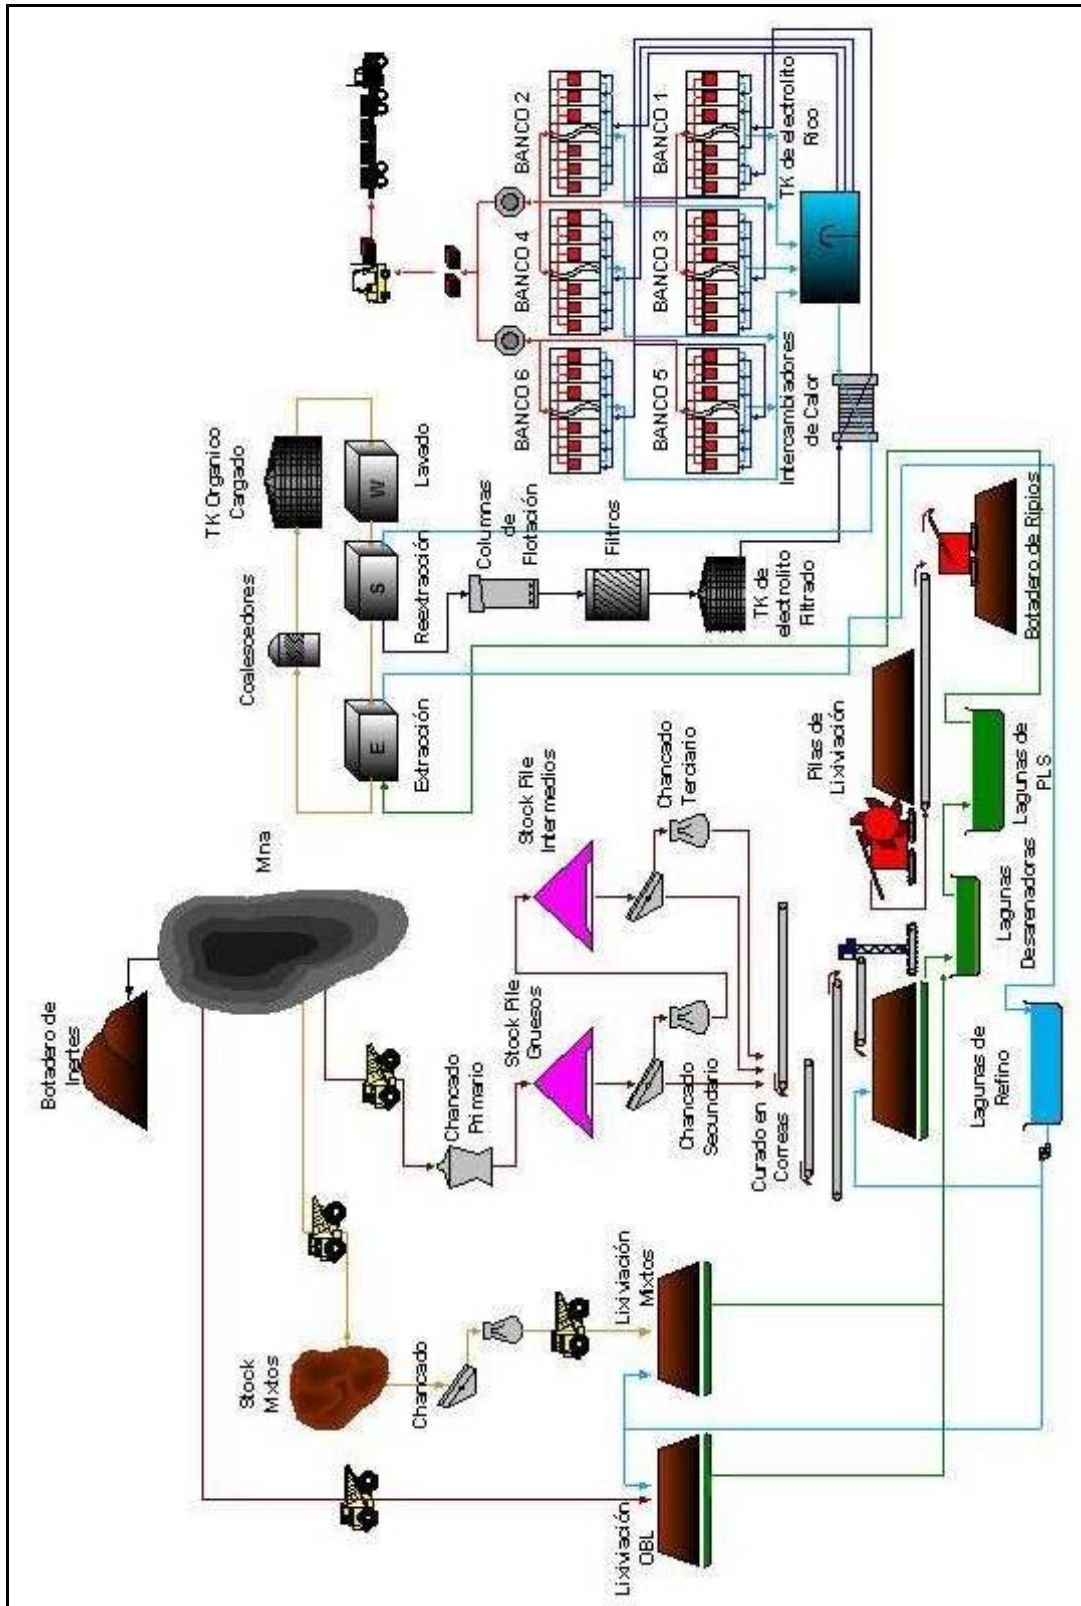 Botadero de
Inertes
Mna
Stock
Mxtos
Chancado
Lixiviación
Mixtos
Lixiviación
OBL
Chancado
Primario
Stock Pile
Gruesos
Chancado
Secundario
Stock Pile
Intermedios
Chancado
Terciario
Curado en
Correas
Pilas de
Lixiviación
Botadero de Ripios
Lagunas de
Refino
Lagunas
Desarenadoras
Lagunas de
PLS
E
Extracción
Coalescedores
TK Organico
Cargado
S
Reextracción
W
Lavado
Columnas
de
Flotación
Filtros
TK de
electrolito
Filtrado
Intercambiadores
de Calor
TK de electrolito
Rico
BANCO 6
BANCO 4
BANCO 2
BANCO 5
BANCO 3
BANCO 1